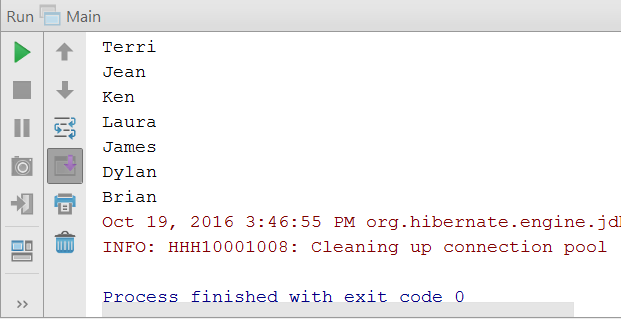 Run Main
Terri
Jean
Ken
Laura
James
Dylan
Brian
Oct 19, 2016 3:46:55 PM org.hibernate.engine.jd
INFO: HHH10001008: Cleaning up connection pool
Process finished with exit code 0